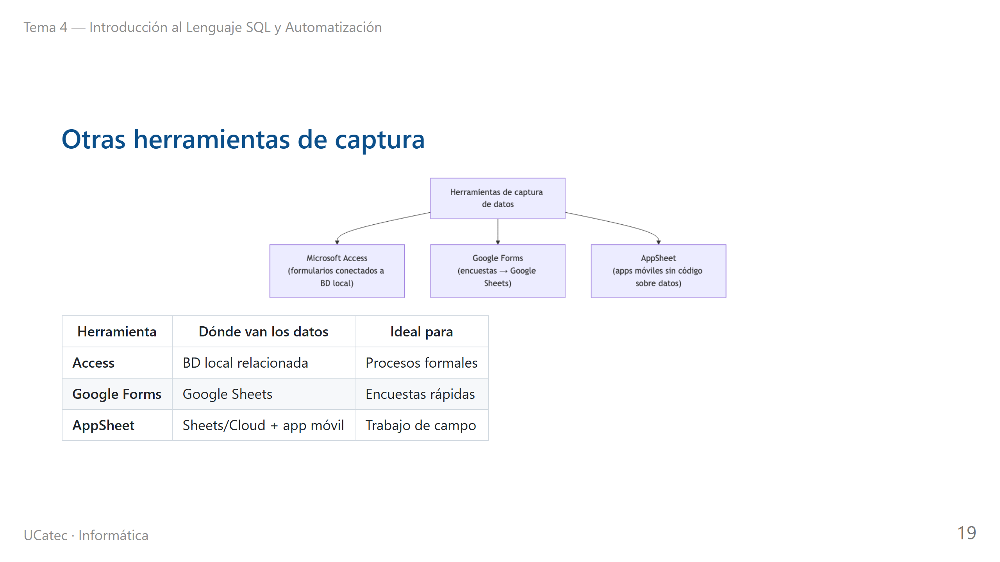 Tema 4 — Introducción al Lenguaje SQL y Automatización
Otras herramientas de captura
Herramientas de captura
de datos
Microsoft Access
(formularios conectados a
BD local)
Google Forms
(encuestas → Google
Sheets)
AppSheet
(apps móviles sin código
sobre datos)
Herramienta Dónde van los datos Ideal para
Access BD local relacionada Procesos formales
Google Forms Google Sheets Encuestas rápidas
AppSheet Sheets/Cloud + app móvil Trabajo de campo
UCatec · Informática
19